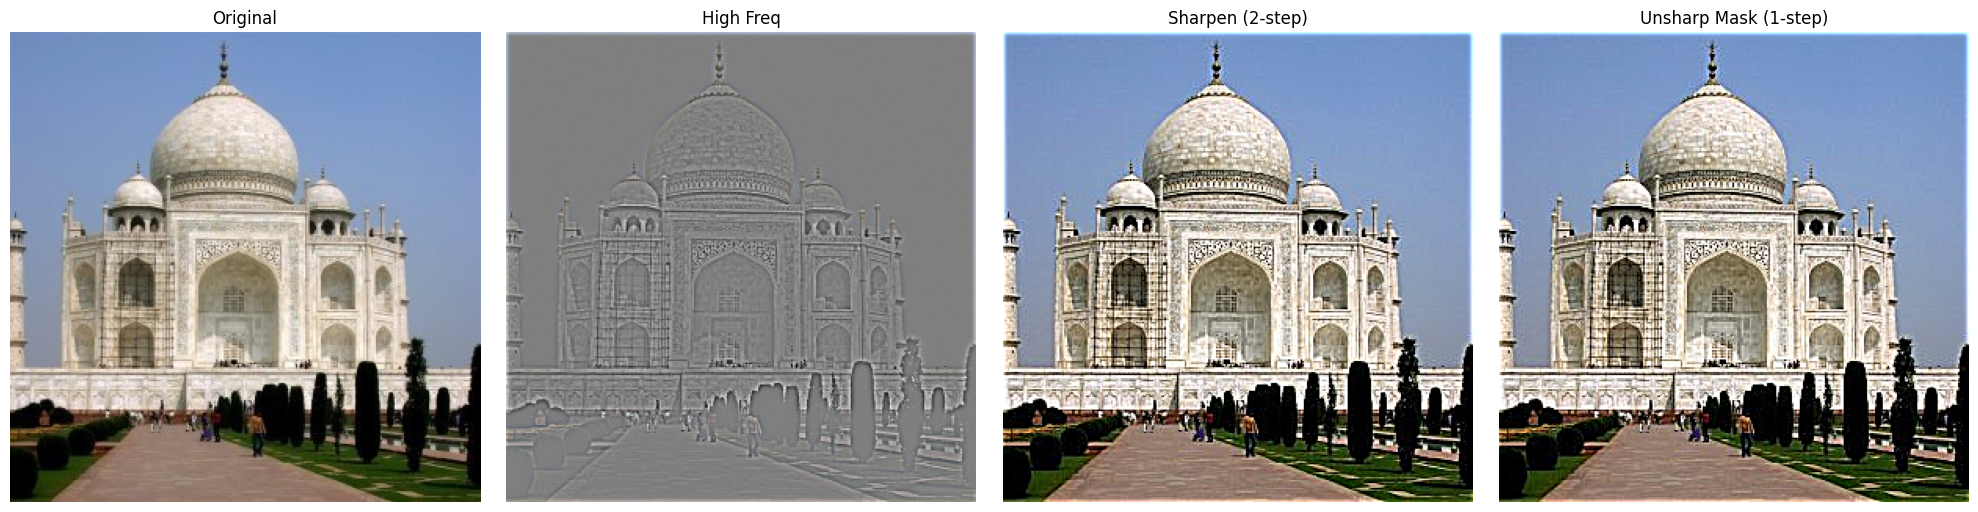 Original
High Freq
Sharpen (2-step)
Unsharp Mask (1-step)